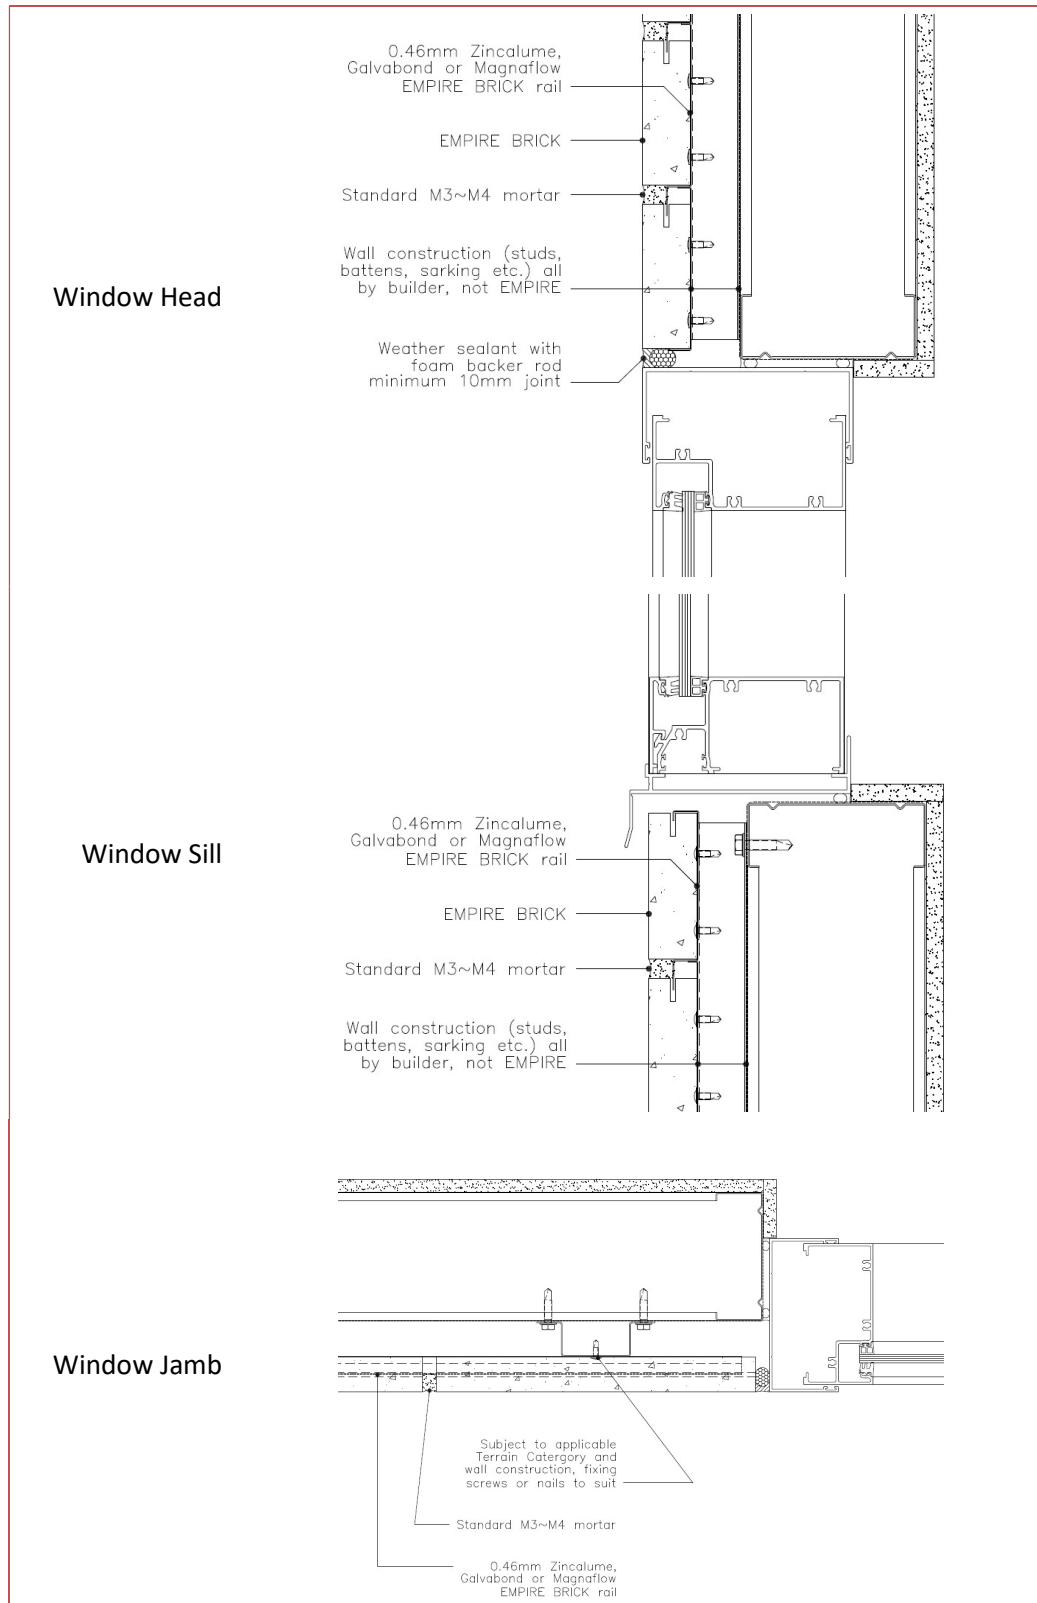 0.46mm Zincalume,
Galvabond or Magnaflow
EMPIRE BRICK rail
EMPIRE BRICK
Standard M3~M4 mortar
Wall construction (studs,
battens, sarking etc.) all
by builder, not EMPIRE
Window Head
Weather sealant with
foam backer rod
minimum 10mm joint
0.46mm Zincalume,
Galvabond or Magnaflow
EMPIRE BRICK rail
Window Sill
EMPIRE BRICK
Standard M3~M4 mortar
Wall construction (studs,
battens, sarking etc.) all
by builder, not EMPIRE
Window Jamb
Subject to applicable
Terrain Catergory and
wall construction, fixing
screws or nails to suit
Standard M3~M4 mortar
0.46mm Zincalume,
Galvabond or Magnaflow
EMPIRE BRICK rail